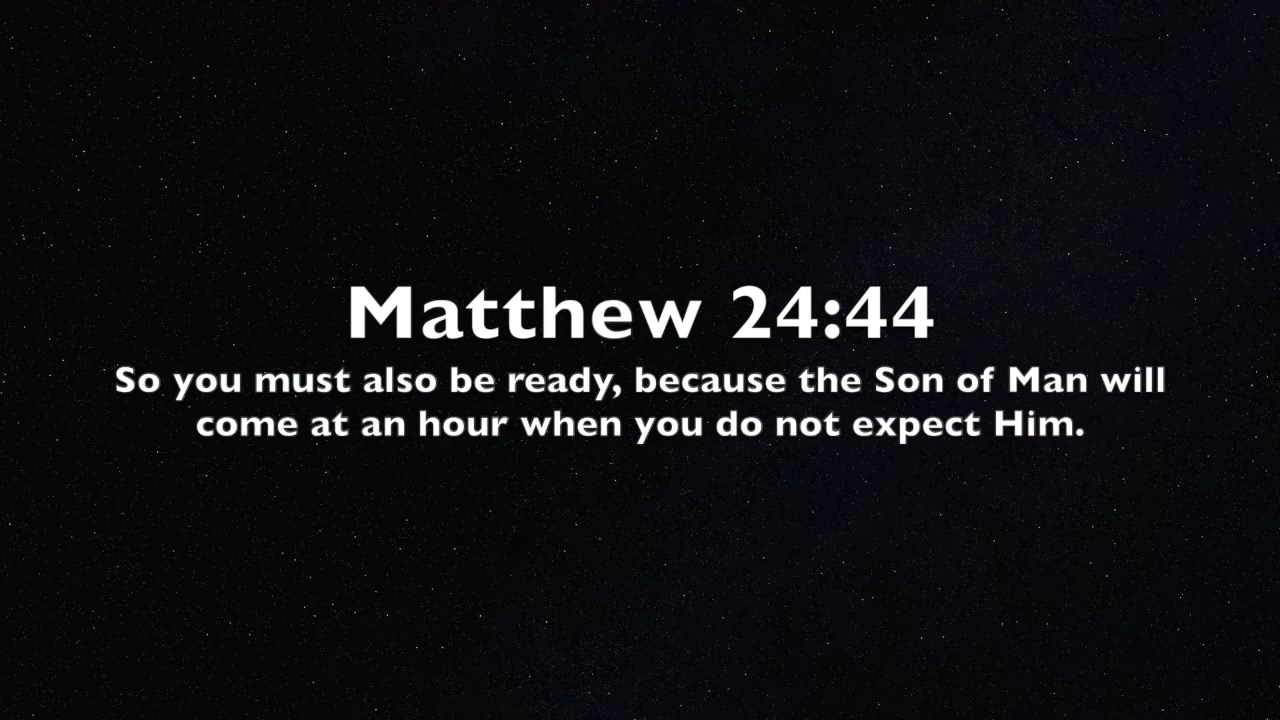 Matthew 24:44
So you must also be ready, because the Son of Man will
come at an hour when you do not expect Him.